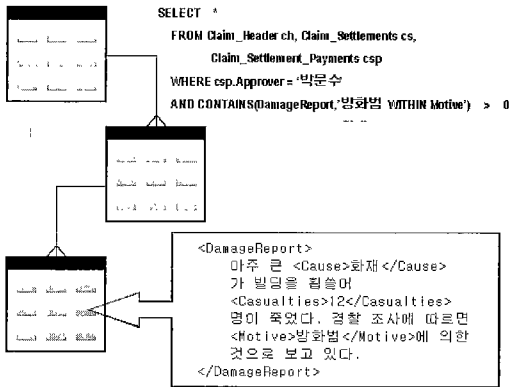 SELECT *
FROM Claim_Header ch, Claim_Settlements cs,
Claim_Settlement_Payments csp
WHERE csp.Approver = '박문수'
AND CONTAINS(DamageReport,'방화범 WITHIN Motive') > 0
<DamageReport>
아주 큰 <Cause>화재</Cause>
가 빌딩을 휩쓸어
<Casualties>12</Casualties>
명이 죽었다. 경찰 조사에 따르면
<Motive>방화범</Motive>에 의한
것으로 보고 있다.
</DamageReport>